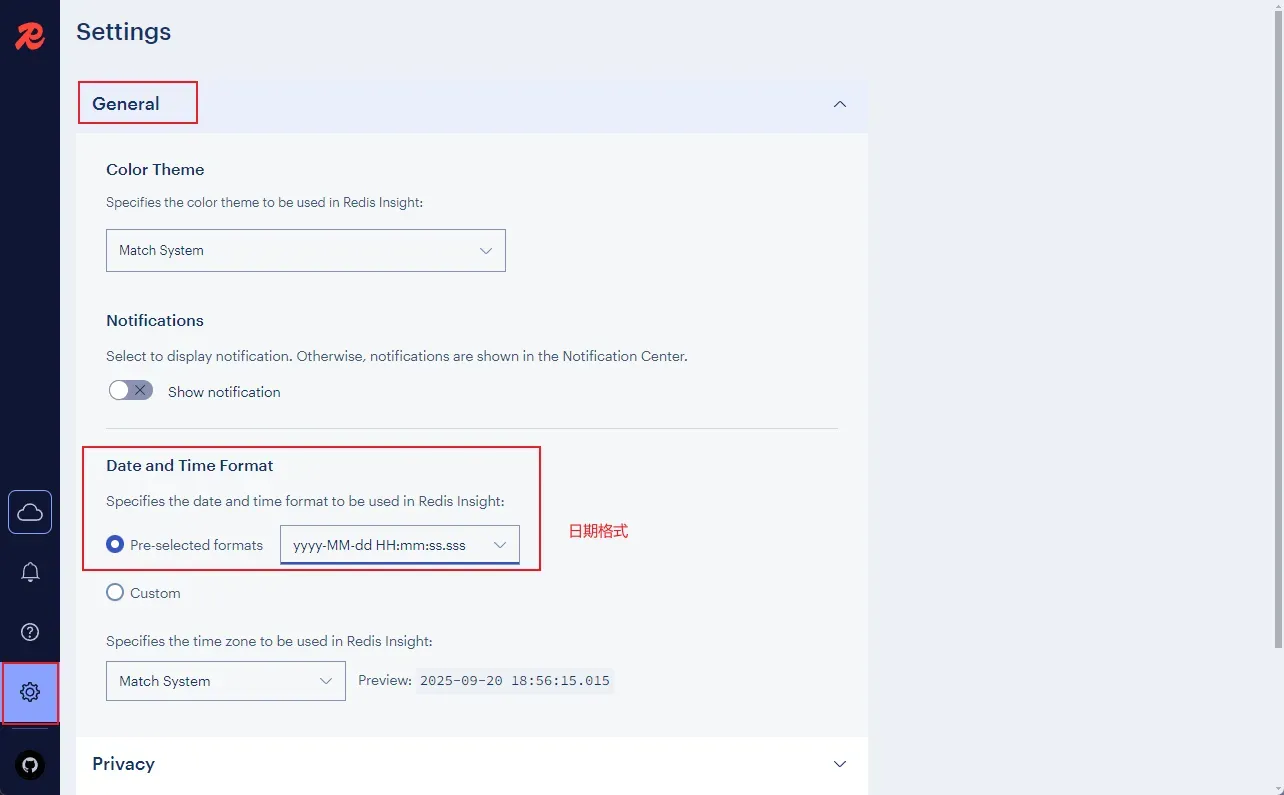 Settings
General
Color Theme
Specifies the color theme to be used in Redis Insight:
Match System
Notifications
Select to display notification. Otherwise, notifications are shown in the Notification Center.
Show notification
Date and Time Format
Specifies the date and time format to be used in Redis Insight:
Pre-selected formats
yyyy-MM-dd HH:mm:ss.sss
日期格式
Custom
Specifies the time zone to be used in Redis Insight:
Match System
Preview: 2025-09-20 18:56:15.015
Privacy